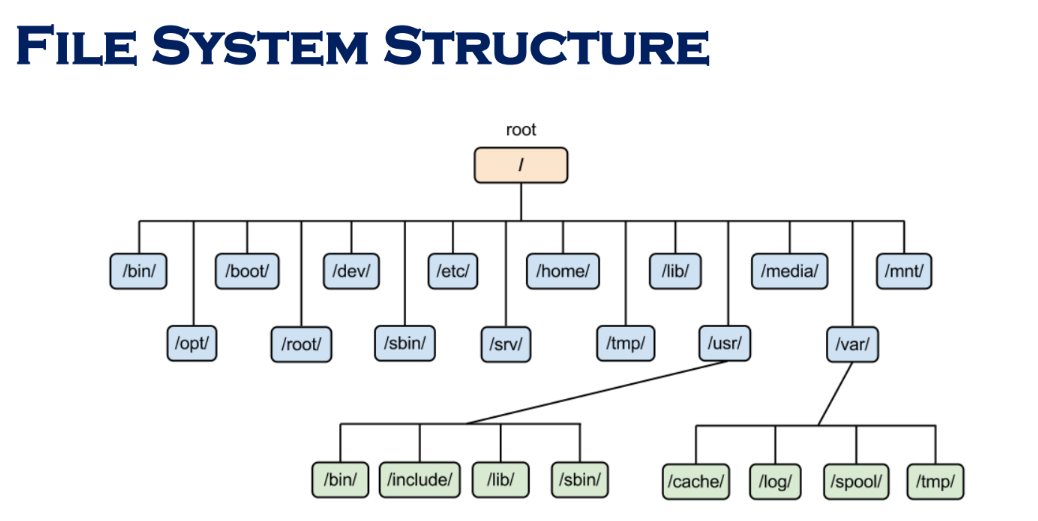 FILE SYSTEM STRUCTURE
root
/
/bin/ /boot/ /dev/ /etc/ /home/ /lib/ /media/ /mnt/
/opt/ /root/ /sbin/ /srv/ /tmp/ /usr/ /var/
/bin/ /include/ /lib/ /sbin/ /cache/ /log/ /spool/ /tmp/